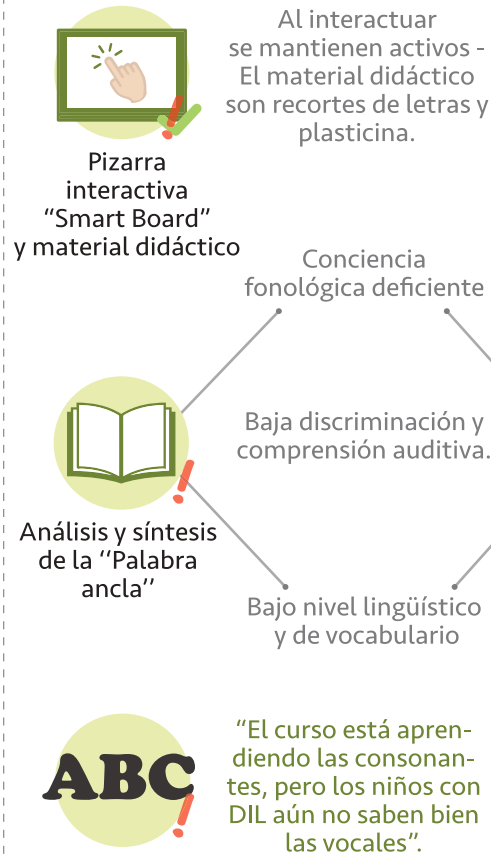 Al interactuar
se mantienen activos -
El material didáctico
son recortes de letras y
plasticina.
Pizarra
interactiva
“Smart Board”
y material didáctico
Conciencia
fonológica deficiente
Baja discriminación y
comprensión auditiva.
Análisis y síntesis
de la ‘‘Palabra
ancla’’
Bajo nivel lingüístico
y de vocabulario
ABC
“El curso está apren-
diendo las consonan-
tes, pero los niños con
DIL aún no saben bien
las vocales”.